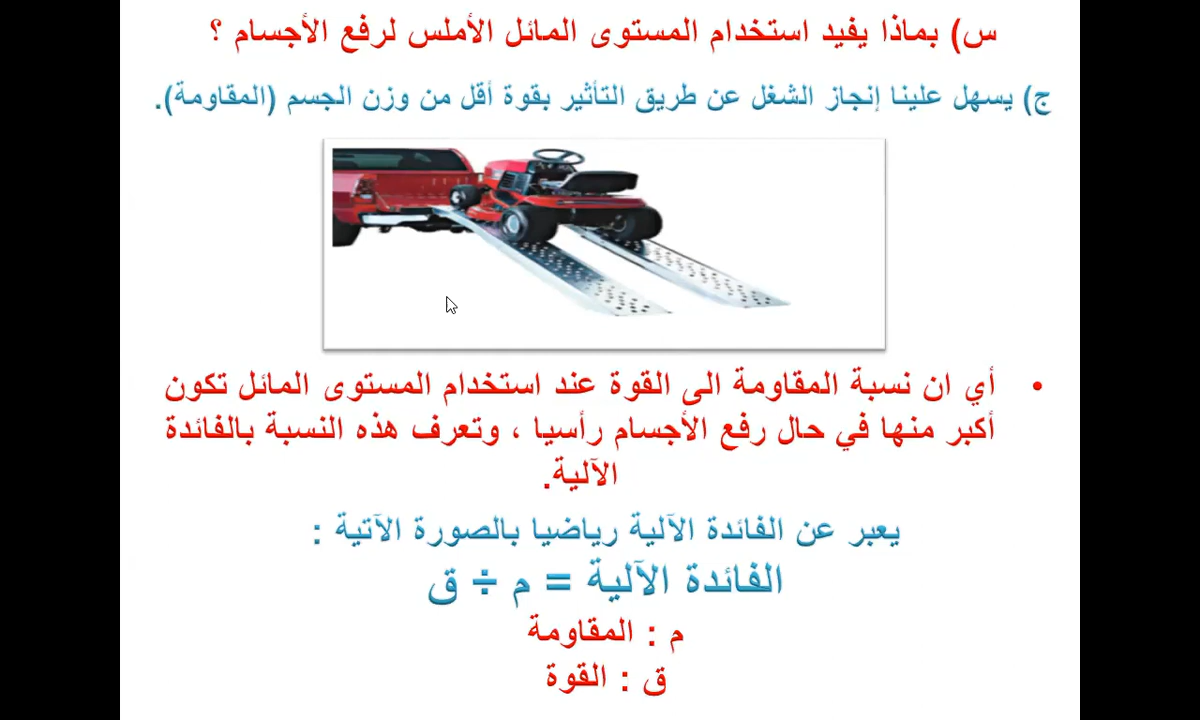 س) بماذا يفيد استخدام المستوى المائل الأملس لرفع الأجسام ؟
ج) يسهل علينا إنجاز الشغل عن طريق التأثير بقوة أقل من وزن الجسم (المقاومة).
• أي ان نسبة المقاومة الى القوة عند استخدام المستوى المائل تكون
أكبر منها في حال رفع الأجسام رأسيا ، وتعرف هذه النسبة بالفائدة
الآلية.
يعبر عن الفائدة الآلية رياضيا بالصورة الآتية :
الفائدة الآلية = م ÷ ق
م : المقاومة
ق : القوة